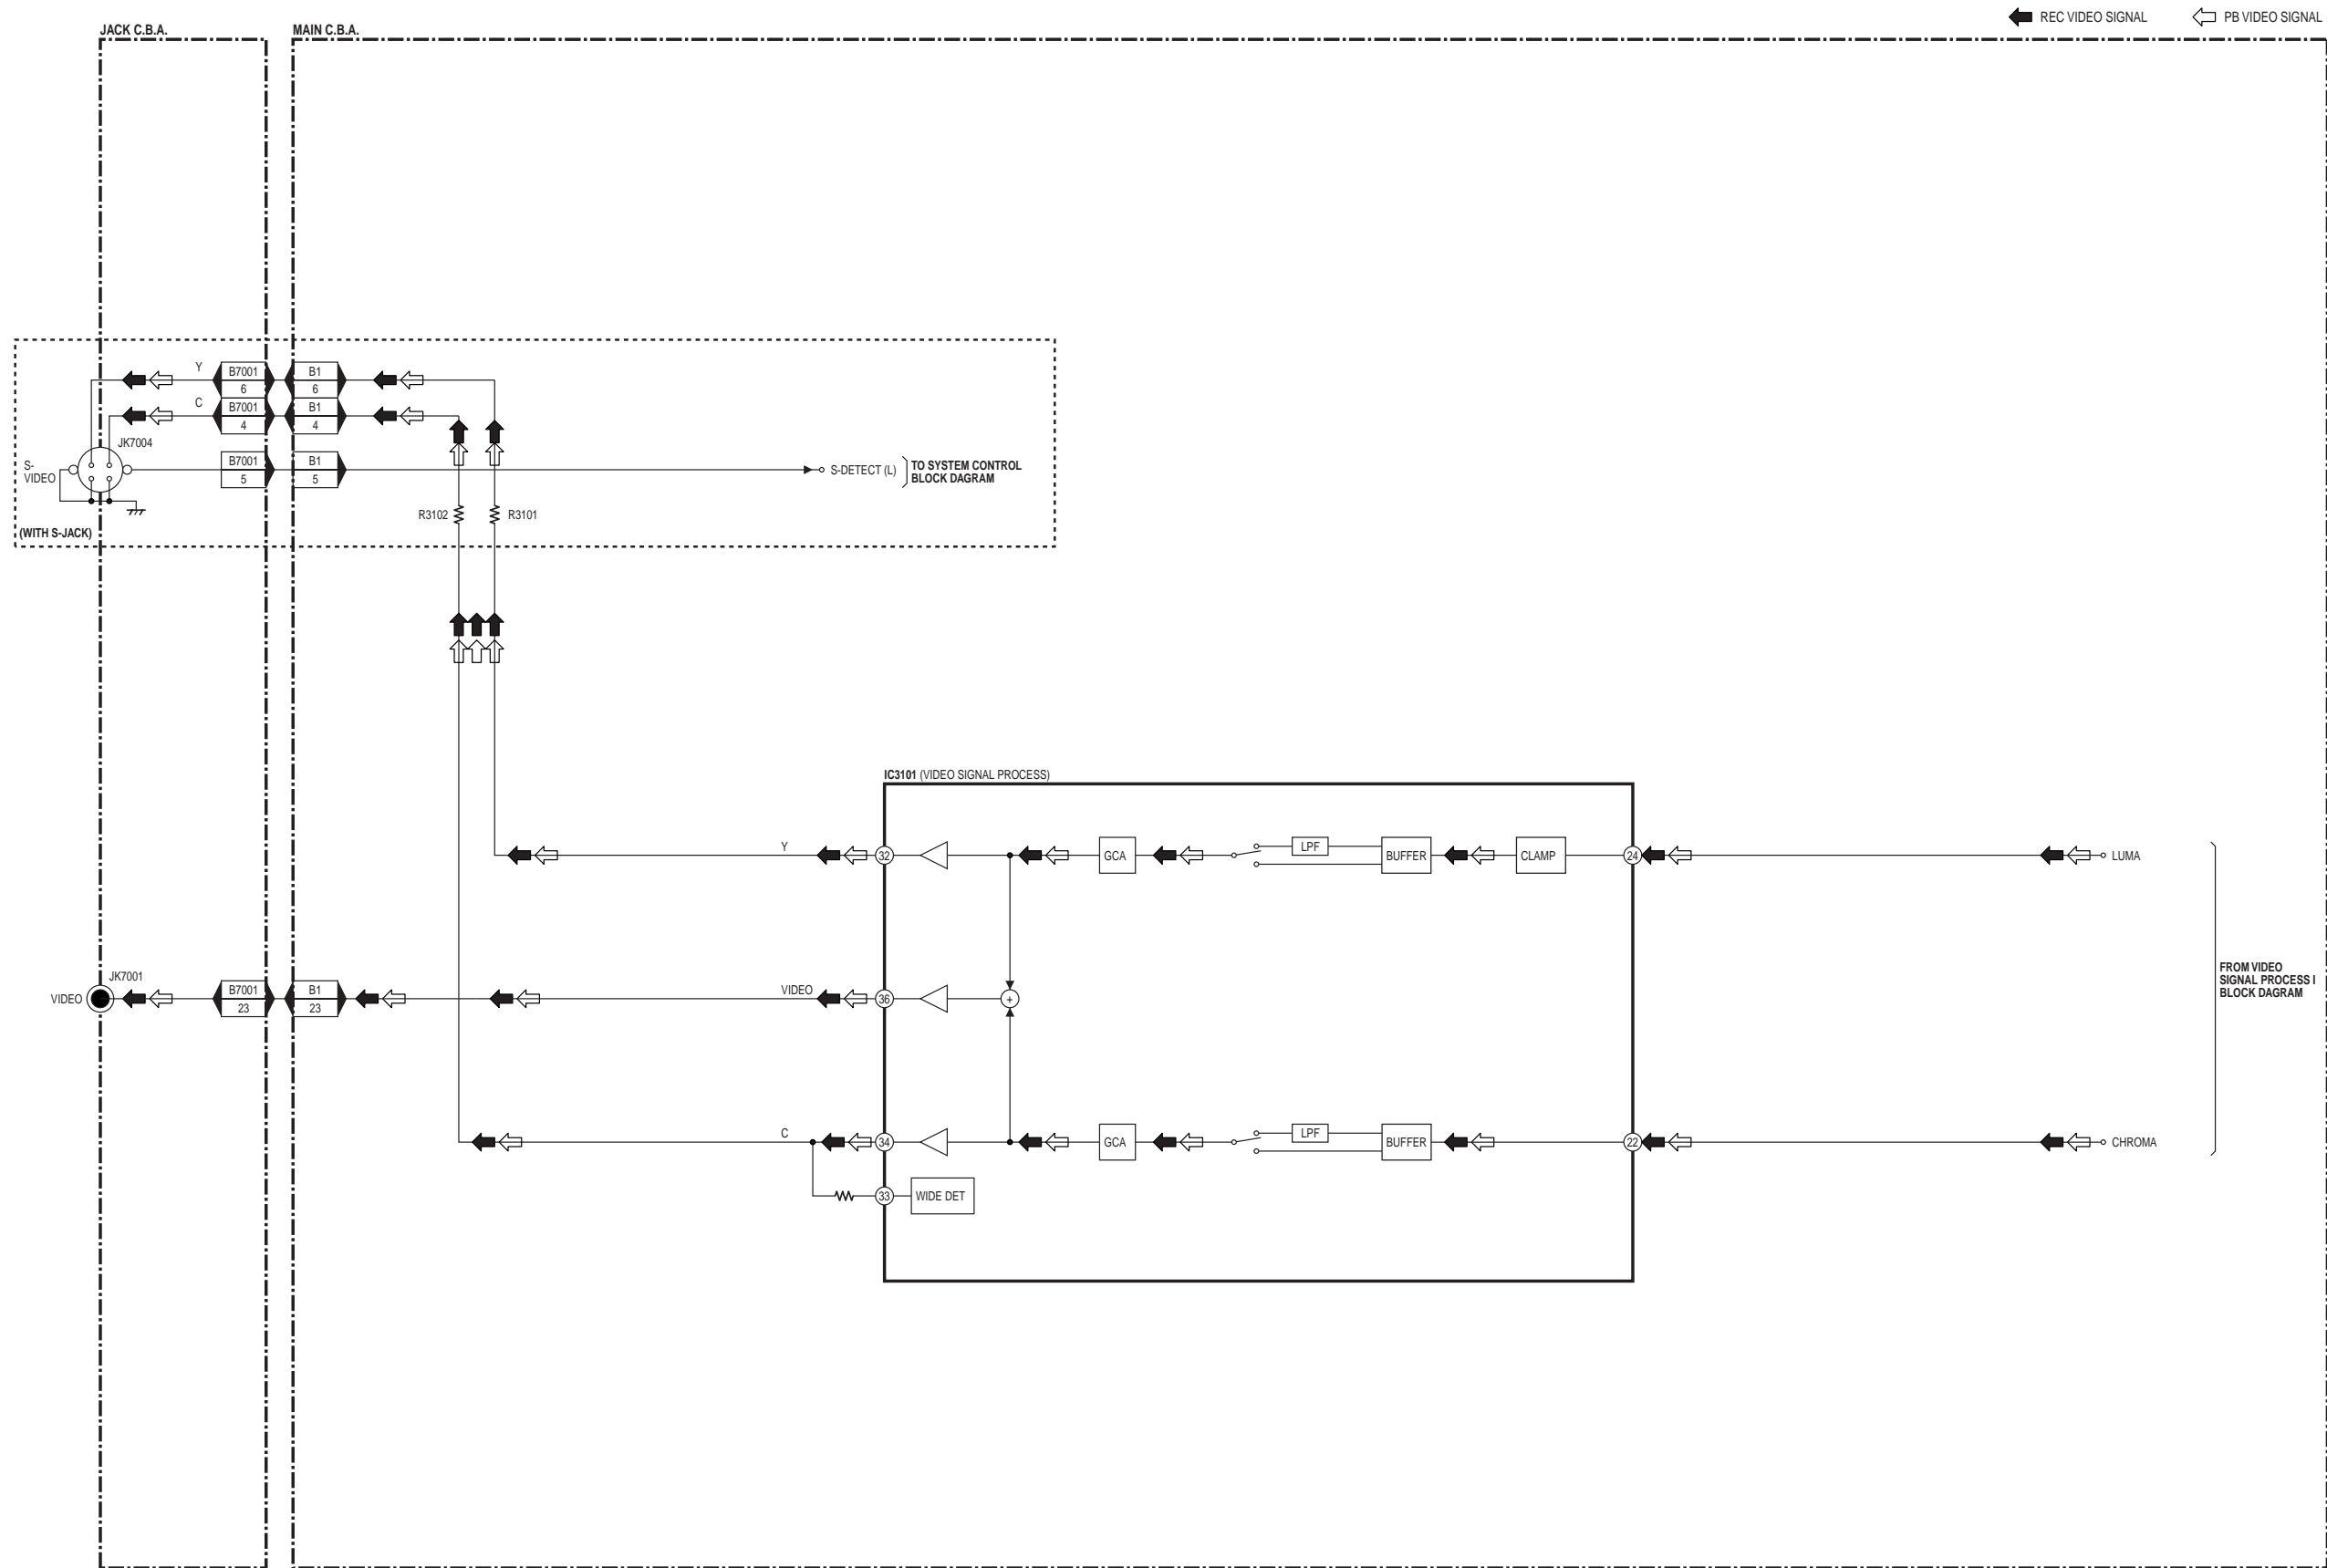 REC VIDEO SIGNAL
PB VIDEO SIGNAL
JACK C.B.A.
MAIN C.B.A.
Y
B7001
6
B1
6
C
B7001
4
B1
4
JK7004
S-
VIDEO
B7001
5
B1
5
S-DETECT (L)
TO SYSTEM CONTROL
BLOCK DAGRAM
R3102
R3101
(WITH S-JACK)
IC3101 (VIDEO SIGNAL PROCESS)
Y
32
GCA
LPF
BUFFER
CLAMP
24
LUMA
JK7001
VIDEO
B7001
23
B1
23
VIDEO
36
+
FROM VIDEO
SIGNAL PROCESS I
BLOCK DAGRAM
C
34
GCA
LPF
BUFFER
22
CHROMA
33
WIDE DET